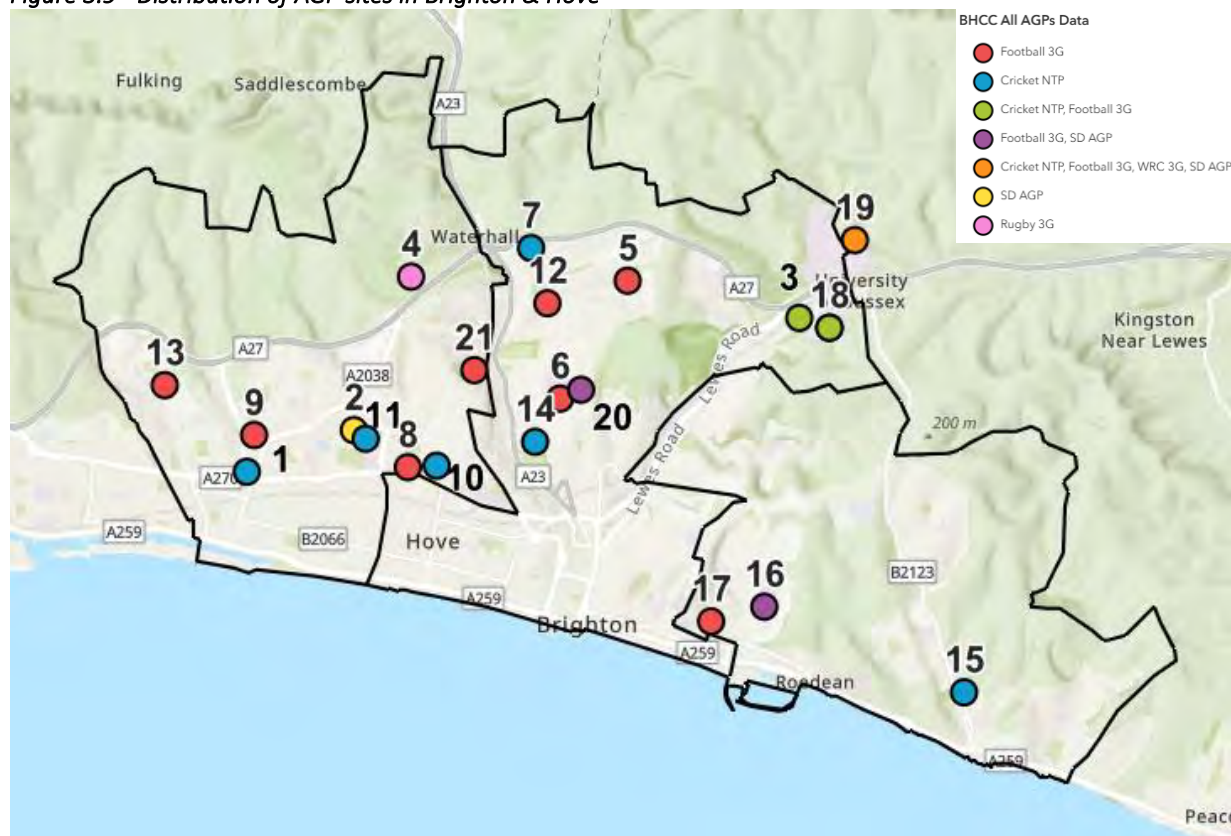 Figure 3.3 - Distribution of AGP sites in Brighton & Hove
BHCC All AGPs Data
Football 3G
Cricket NTP
Cricket NTP, Football 3G
Football 3G, SD AGP
Cricket NTP, Football 3G, WRC 3G, SD AGP
SD AGP
Rugby 3G
Fulking
Saddlescombe
A23
19
7
Waterhall
4
5
12
3
University
18
A27
Kingston
Near Lewes
21
Lewes Road
13
A27
A2038
6
9
2
11
14
20
200 m
8
1
A270
10
A23
Lewes Road
A259
B2066
Hove
B2123
16
17
A259
Brighton
A259
15
Roedean
A259